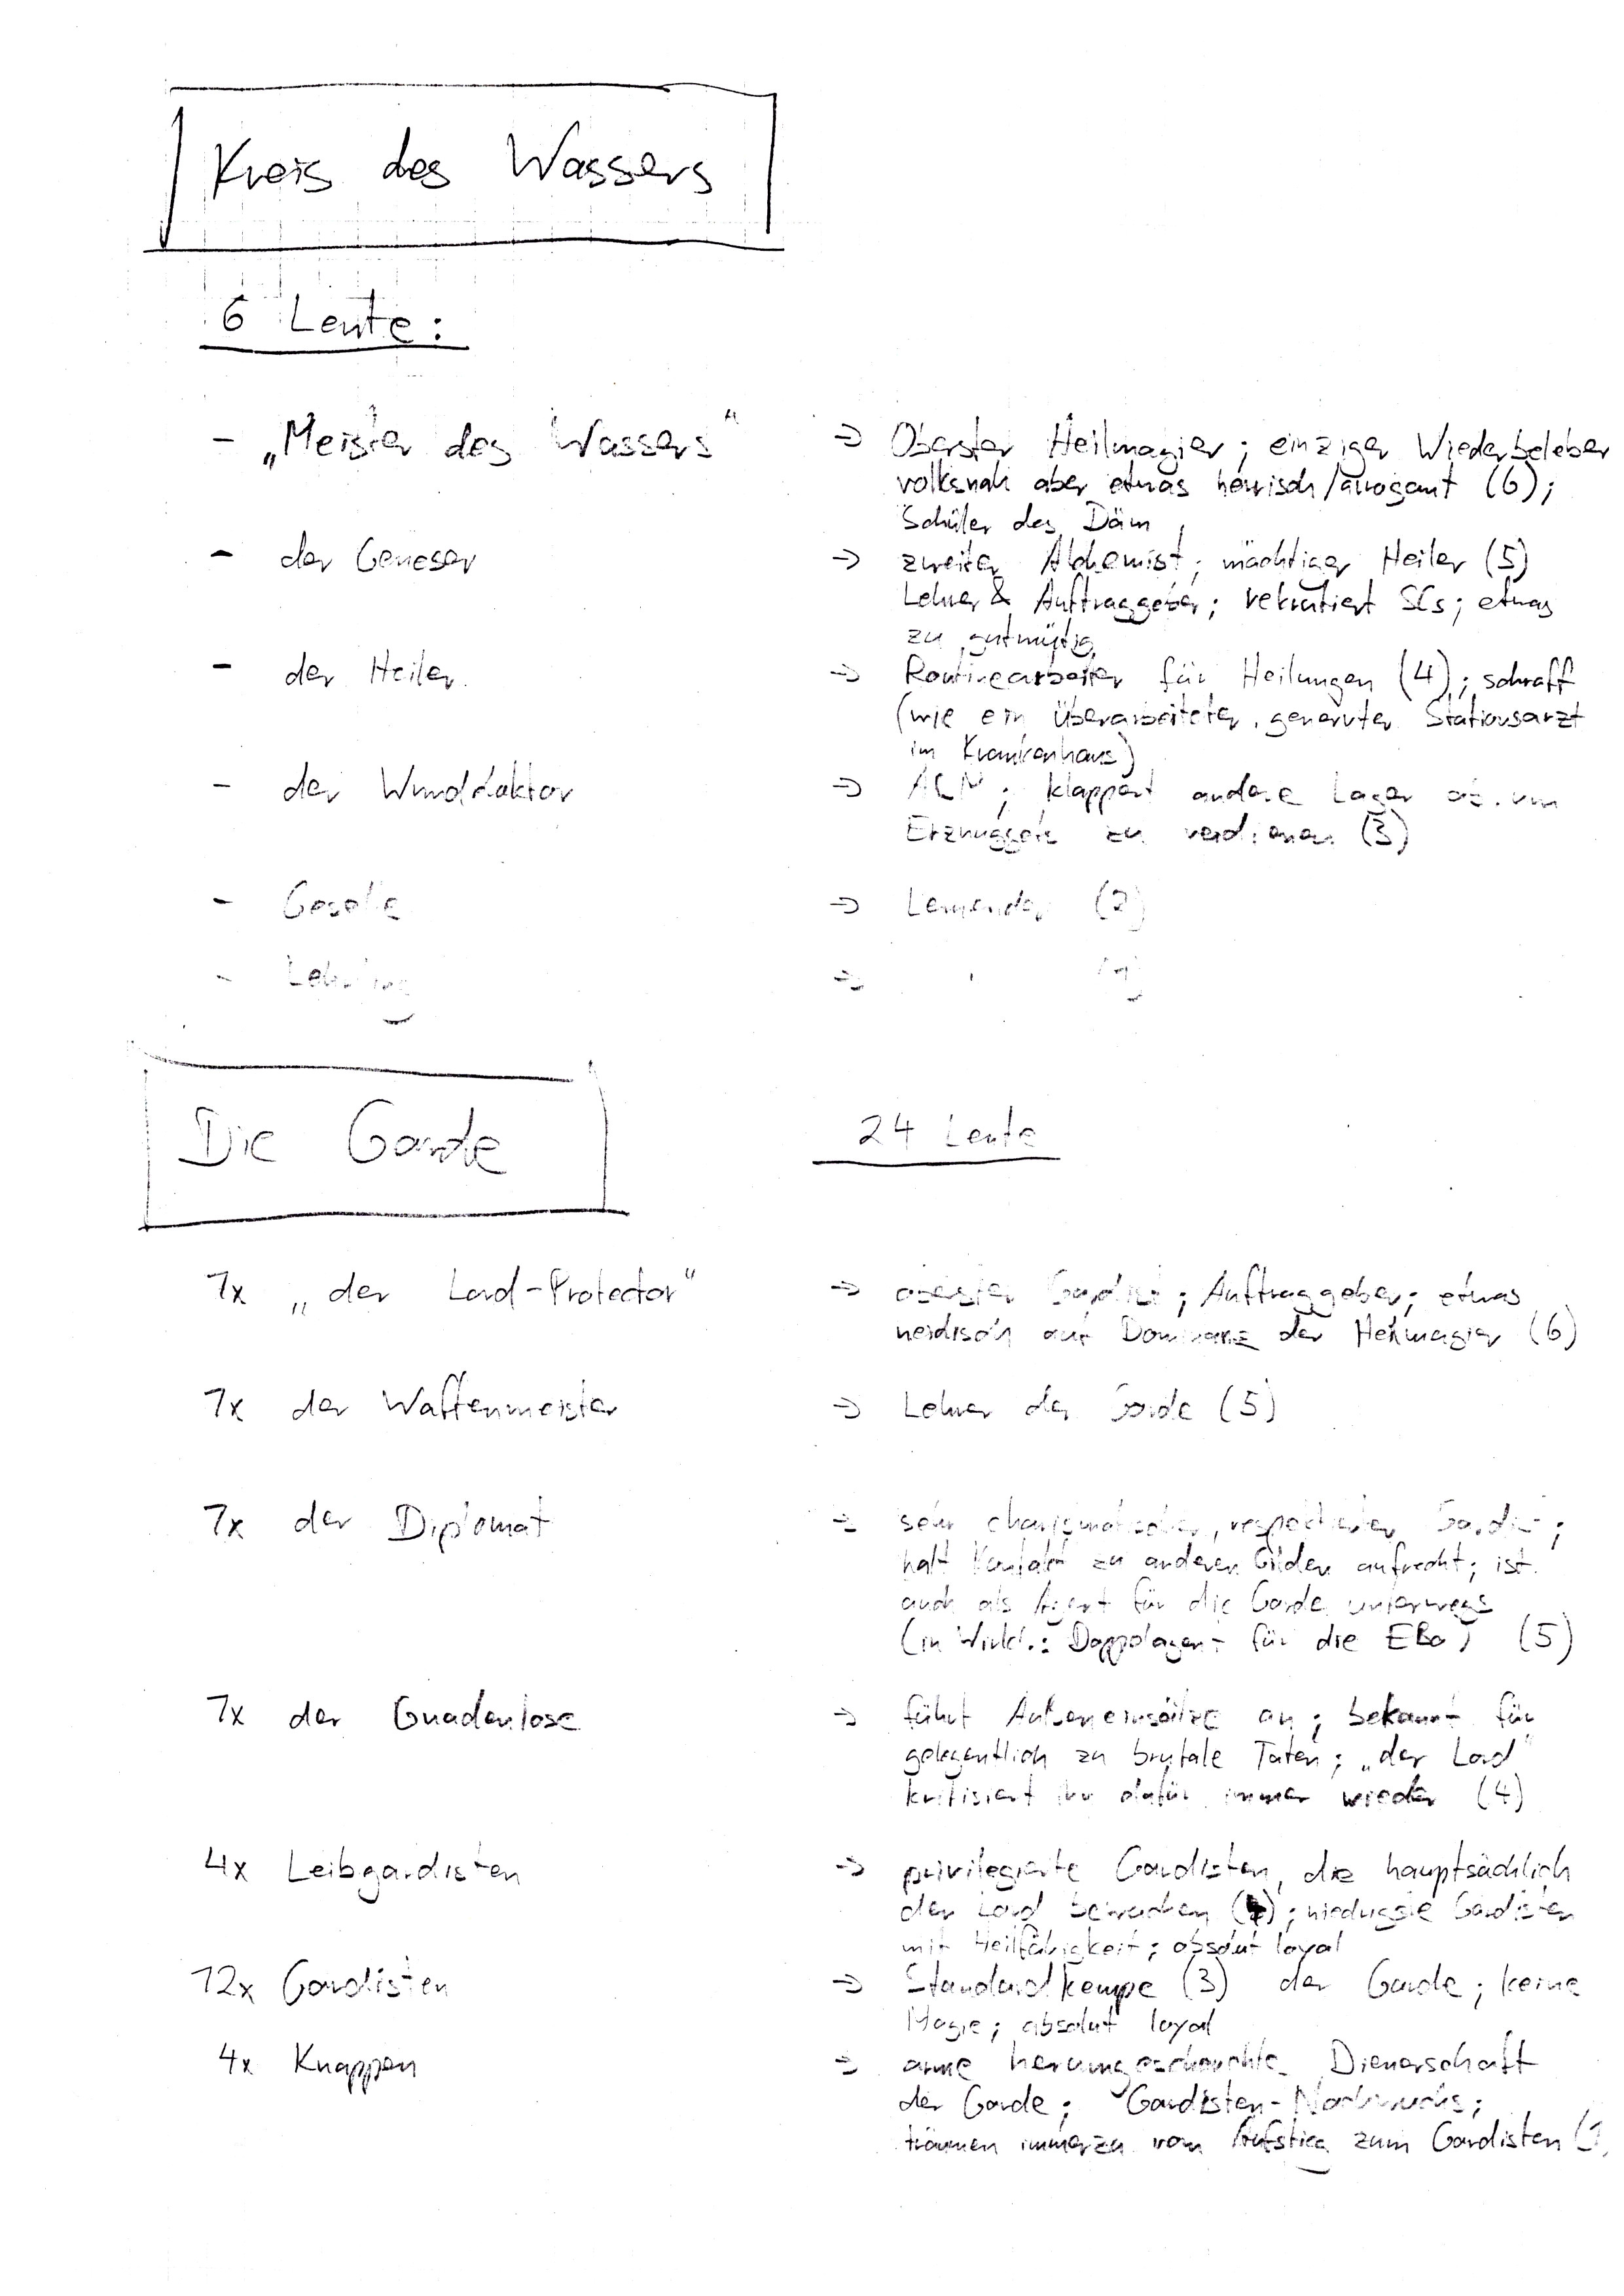 Kreis des Wassers
6 Leute:
- „Meister des Wassers" => Oberster Heilmagier; einziger Wiederbeleber
volksnah aber etwas herrisch/arrogant (6);
Schüler des Däm
- der Geneser => zweiter Alchemist; mächtiger Heiler (5)
Lehrer & Auftraggeber; rekrutiert SCs; etwas
zu gutmütig
- der Heiler => Routinearbeiter für Heilungen (4); schroff
(wie ein überarbeiteter, genervter Stationsarzt
im Krankenhaus)
- der Wunddoktor => klappert andere Lager ab, um
Erznuggets zu verdienen (3)
- Geselle => Lernender (2)
- Lehrling =>
Die Garde 24 Leute
1x „der Lord-Protector" => oberster Gardist; Auftraggeber; etwas
neidisch auf Dominanz der Heilmagier (6)
1x der Waffenmeister => Lehrer der Garde (5)
1x der Diplomat => sehr charismatischer, respektierter Gardist;
hält Kontakt zu anderen Gilden aufrecht; ist
auch als Agent für die Garde unterwegs
(in Wirkl.: Doppelagent für die EBa) (5)
1x der Gnadenlose => führt Außeneinsätze an; bekannt für
gelegentlich zu brutale Taten; „der Lord"
kritisiert ihn dafür immer wieder (4)
4x Leibgardisten => privilegierte Gardisten, die hauptsächlich
den Lord bewachen (4); niedrigste Gardisten
mit Heilfähigkeit; absolut loyal
12x Gardisten => Standardkempe (3) der Garde; keine
Magie; absolut loyal
4x Knappen => arme herumgescheuchte Dienerschaft
der Garde; Gardisten-Nachwuchs;
träumen immerzu vom Aufstieg zum Gardisten (1)